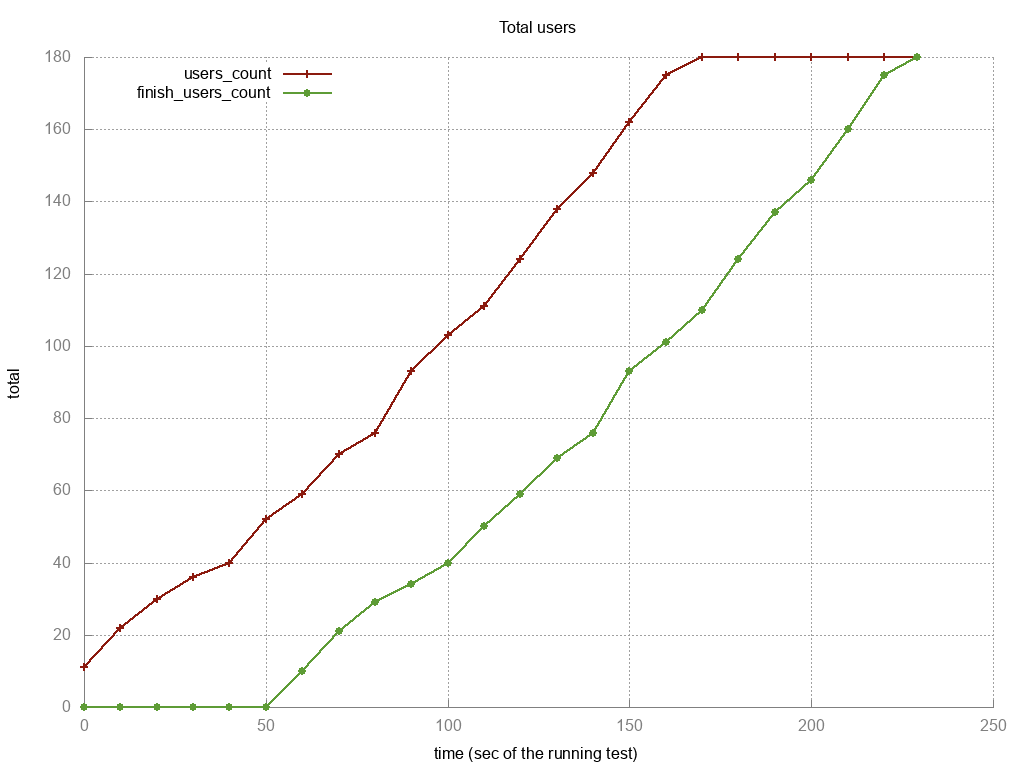 Total users
users_count
finish_users_count
180
160
140
120
100
80
60
40
20
0
total
0 50 100 150 200 250
time (sec of the running test)